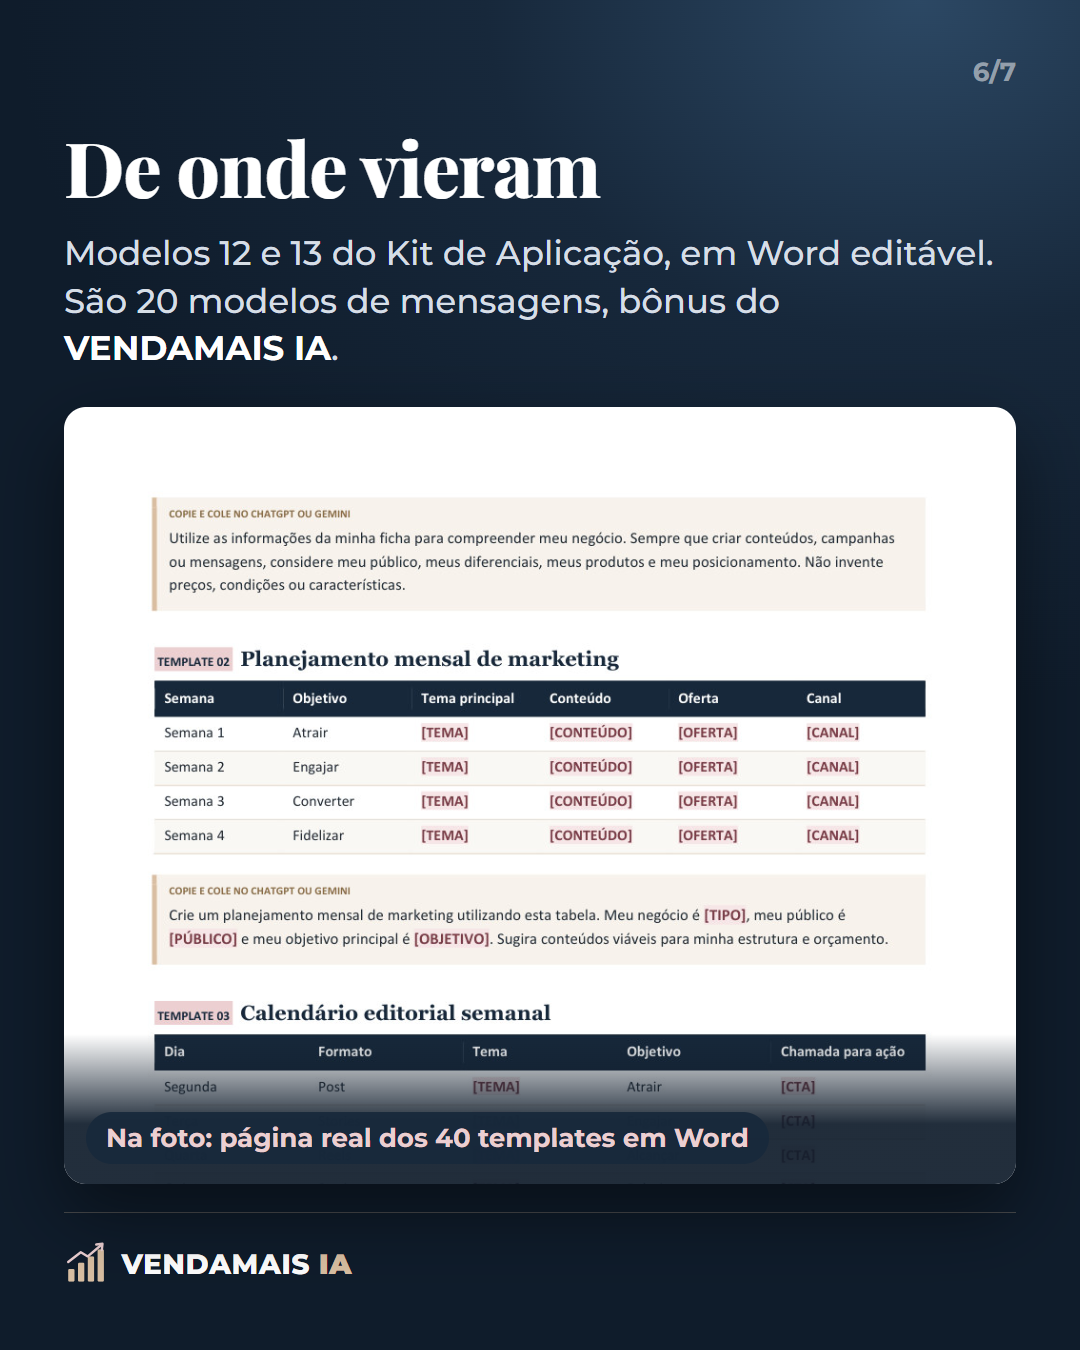 6/7
De onde vieram
Modelos 12 e 13 do Kit de Aplicação, em Word editável.
São 20 modelos de mensagens, bônus do
VENDAMAIS IA.
COPIE E COLE NO CHATGPT OU GEMINI
Utilize as informações da minha ficha para compreender meu negócio. Sempre que criar conteúdos, campanhas
ou mensagens, considere meu público, meus diferenciais, meus produtos e meu posicionamento. Não invente
preços, condições ou características.
TEMPLATE 02 Planejamento mensal de marketing
Semana Objetivo Tema principal Conteúdo Oferta Canal
Semana 1 Atrair [TEMA] [CONTEÚDO] [OFERTA] [CANAL]
Semana 2 Engajar [TEMA] [CONTEÚDO] [OFERTA] [CANAL]
Semana 3 Converter [TEMA] [CONTEÚDO] [OFERTA] [CANAL]
Semana 4 Fidelizar [TEMA] [CONTEÚDO] [OFERTA] [CANAL]
COPIE E COLE NO CHATGPT OU GEMINI
Crie um planejamento mensal de marketing utilizando esta tabela. Meu negócio é [TIPO], meu público é
[PÚBLICO] e meu objetivo principal é [OBJETIVO]. Sugira conteúdos viáveis para minha estrutura e orçamento.
TEMPLATE 03 Calendário editorial semanal
Dia Formato Tema Objetivo Chamada para ação
Segunda Post [TEMA] Atrair [CTA]
[CTA]
Na foto: página real dos 40 templates em Word
[CTA]
VENDAMAIS IA